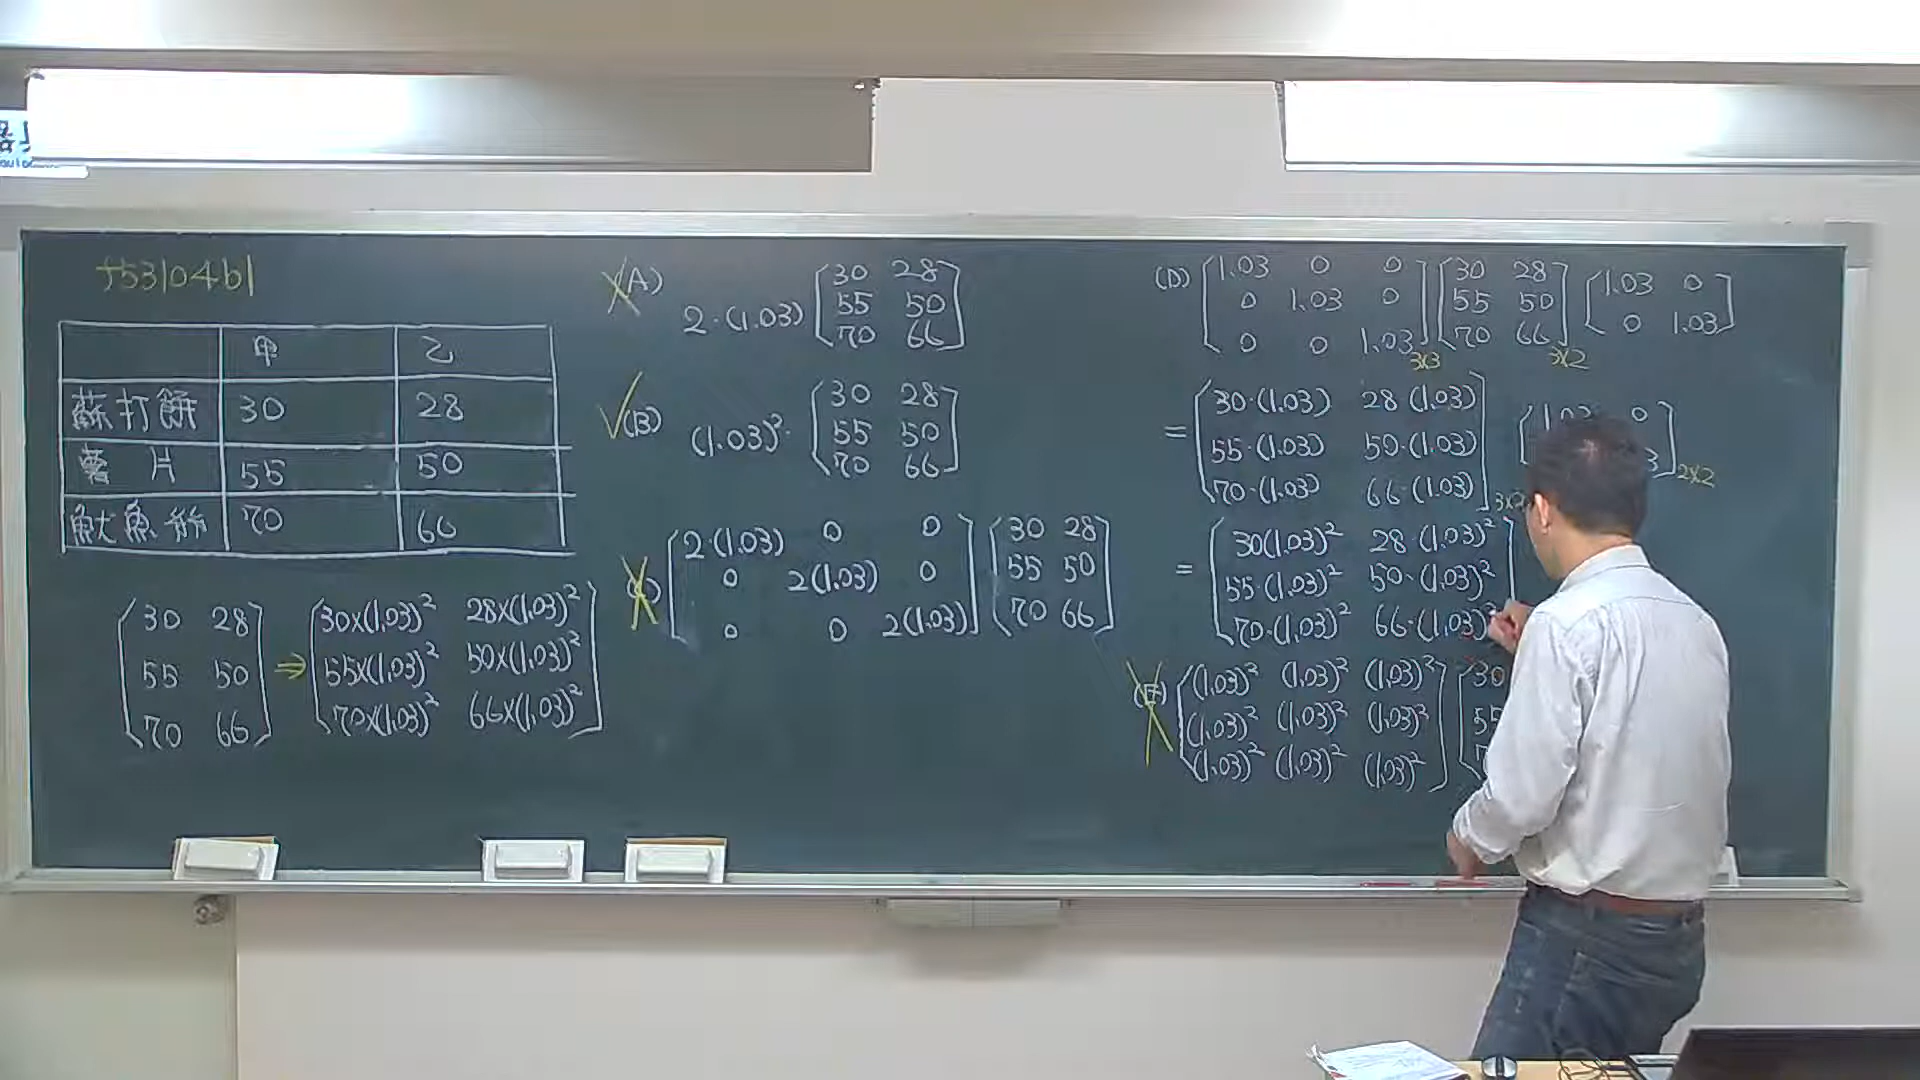 f53104b1
甲 乙
蘇打餅 30 28
薯片 55 50
魷魚絲 70 66
[30 28
55 50
70 66]
⇒
[30×(1.03)² 28×(1.03)²
55×(1.03)² 50×(1.03)²
70×(1.03)² 66×(1.03)²]
(A) 2·(1.03) [30 28
55 50
70 66]
✓(B) (1.03)²· [30 28
55 50
70 66]
[2·(1.03) 0 0
0 2(1.03) 0
0 0 2(1.03)] [30 28
55 50
70 66]
(D) [1.03 0 0
0 1.03 0
0 0 1.03]3×3 [30 28
55 50
70 66]3×2 [1.03 0
0 1.03]
= [30·(1.03) 28·(1.03)
55·(1.03) 50·(1.03)
70·(1.03) 66·(1.03)] [1.03 0
]2×2
= [30(1.03)² 28·(1.03)²
55·(1.03)² 50·(1.03)²
70·(1.03)² 66·(1.03)²
(E) [(1.03)² (1.03)² (1.03)²
(1.03)² (1.03)² (1.03)²
(1.03)² (1.03)² (1.03)²] [30
55